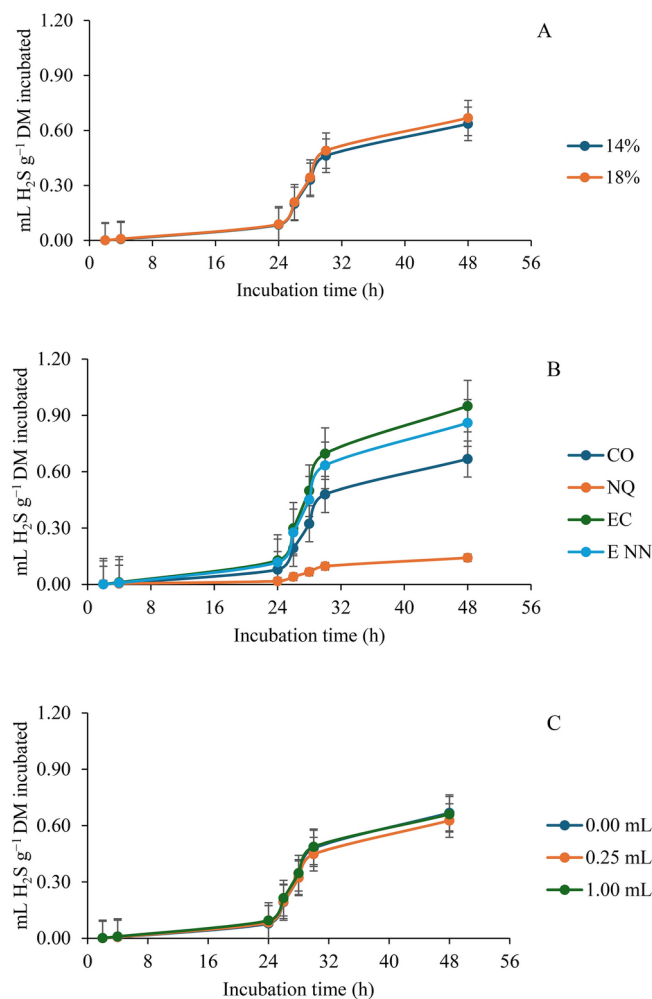 A
mL H₂S g⁻¹ DM incubated
1.20
0.90
0.60
0.30
0.00
0 8 16 24 32 40 48 56
Incubation time (h)
14%
18%
B
mL H₂S g⁻¹ DM incubated
1.20
0.90
0.60
0.30
0.00
0 8 16 24 32 40 48 56
Incubation time (h)
CO
NQ
EC
E NN
C
mL H₂S g⁻¹ DM incubated
1.20
0.90
0.60
0.30
0.00
0 8 16 24 32 40 48 56
Incubation time (h)
0.00 mL
0.25 mL
1.00 mL